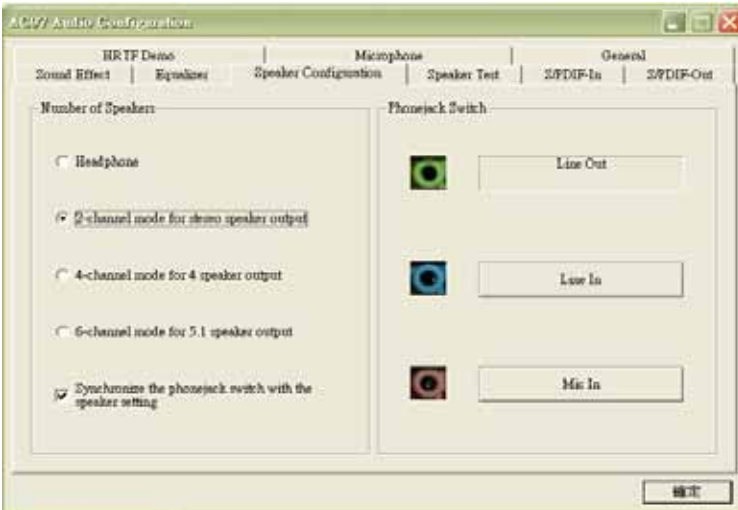 AC97 Audio Configuration
HRTF Demo
Microphone
General
Sound Effect
Equalizer
Speaker Configuration
Speaker Test
S/PDIF-In
S/PDIF-Out
Number of Speakers
Headphone
2-channel mode for stereo speaker output
4-channel mode for 4 speaker output
6-channel mode for 5.1 speaker output
Synchronize the phonejack switch with the
speaker setting
Phonejack Switch
Line Out
Line In
Mic In
確定